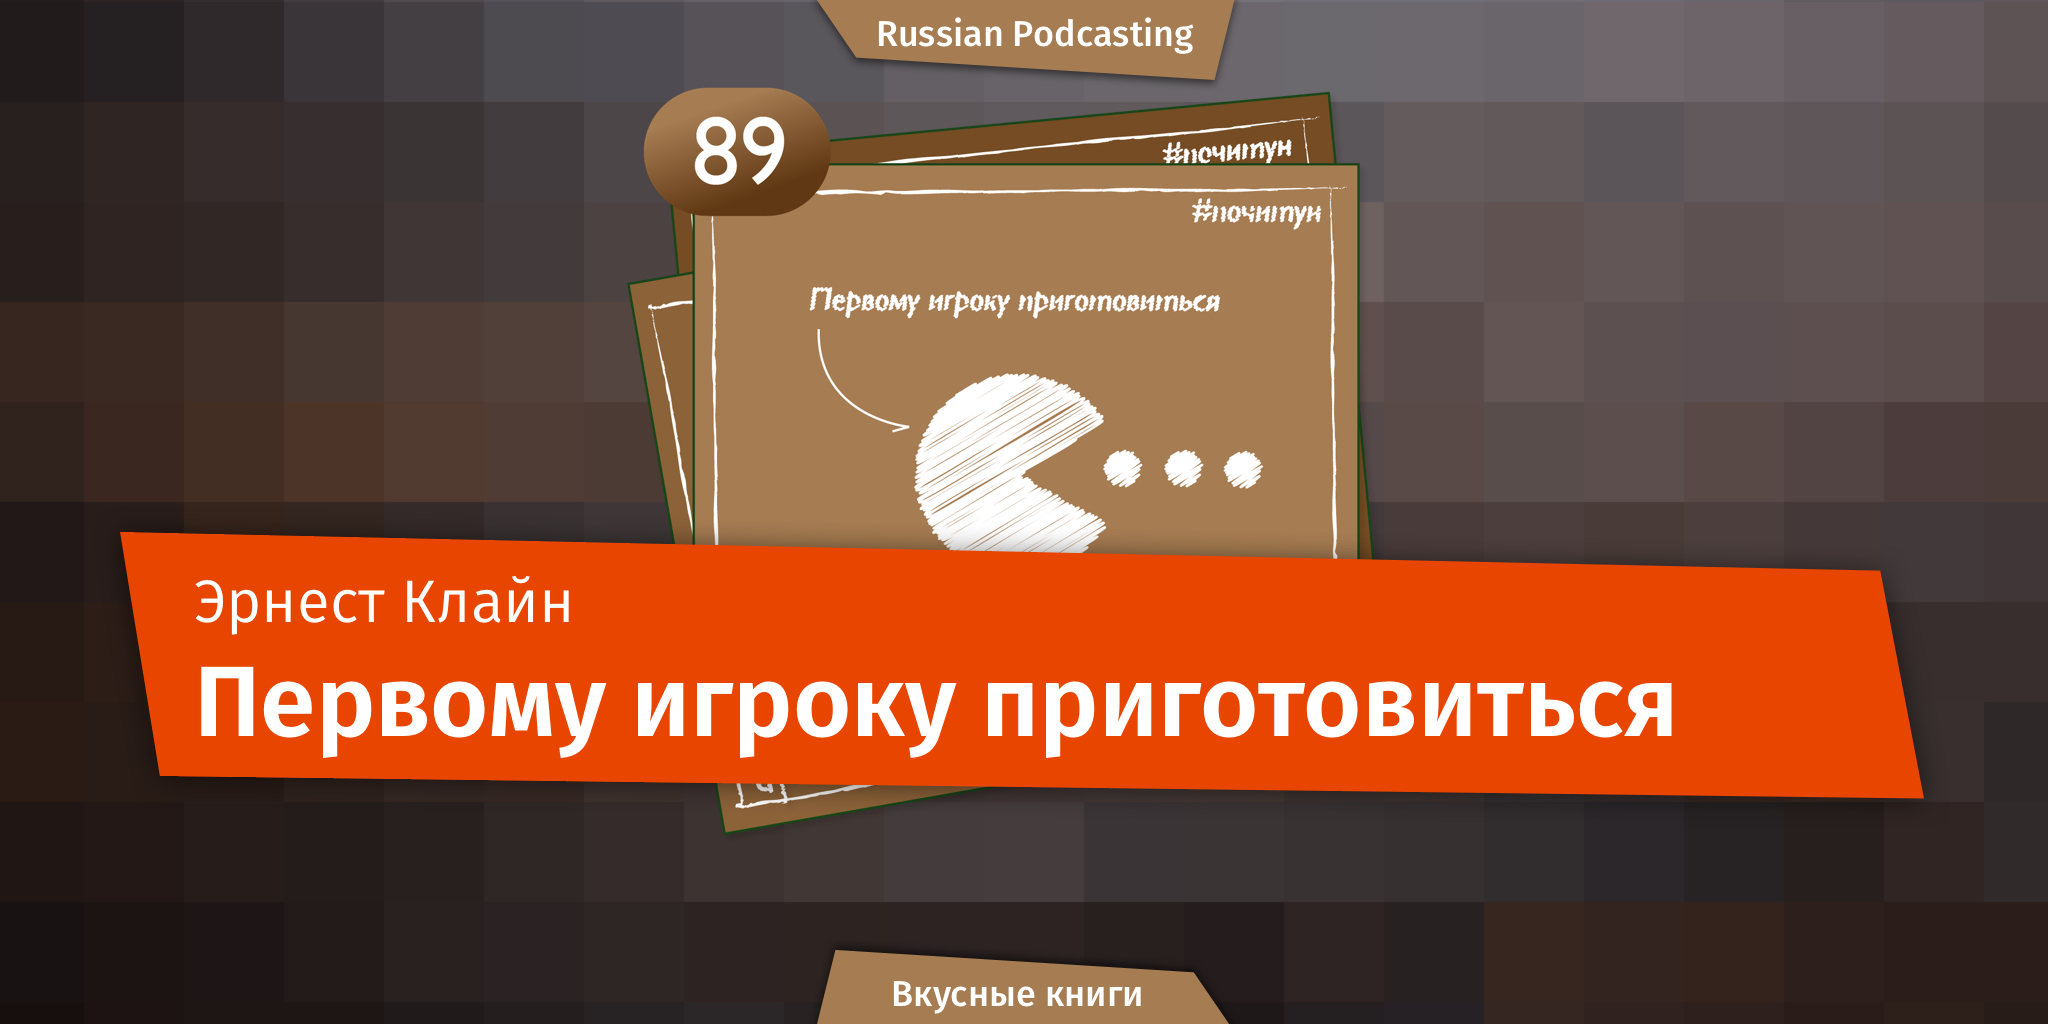 Russian Podcasting
89
#почитун
#почитун
Первому игроку приготовиться
Эрнест Клайн
Первому игроку приготовиться
Вкусные книги